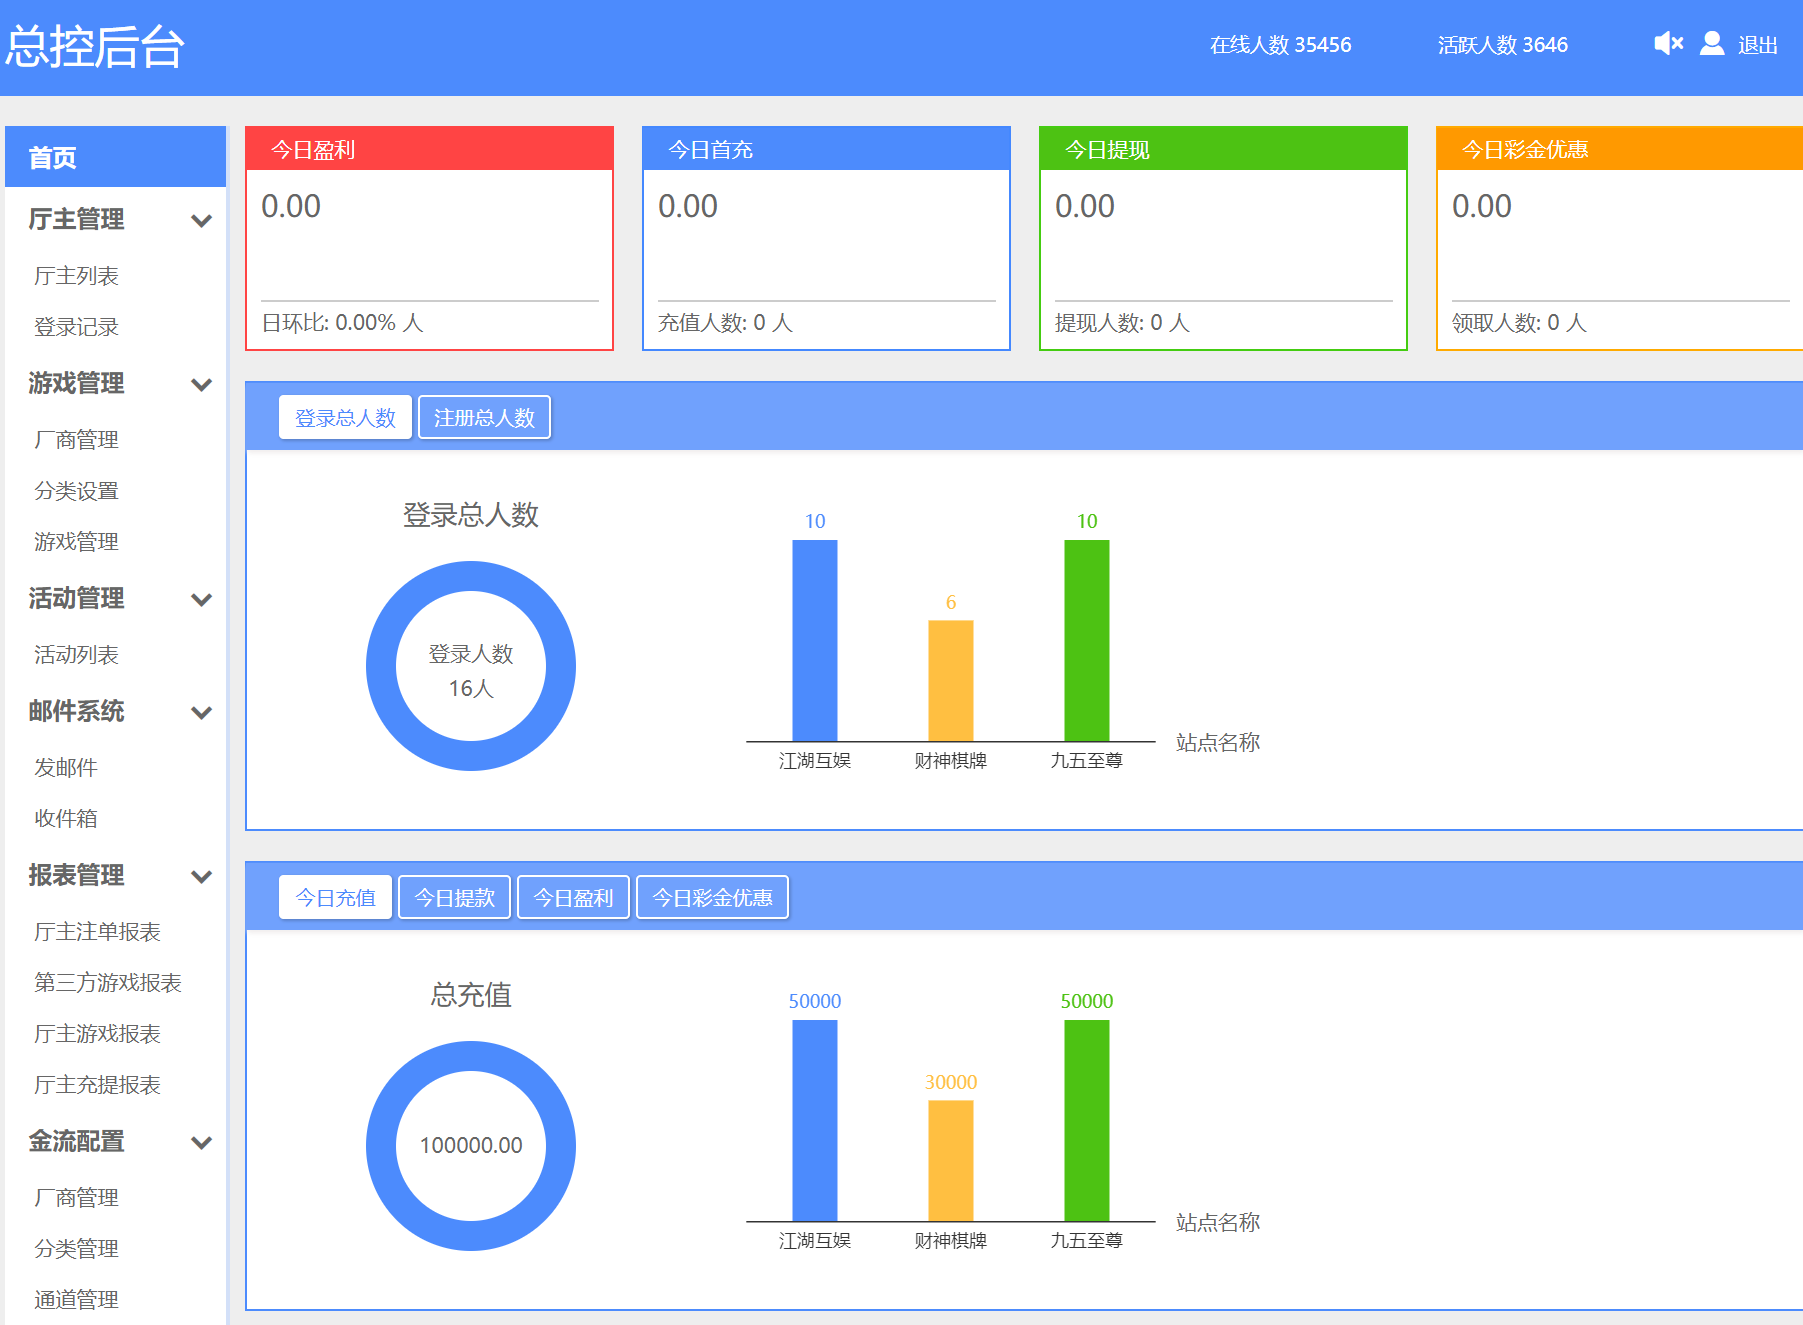 总控后台
在线人数 35456
活跃人数 3646
退出
首页
厅主管理
厅主列表
登录记录
游戏管理
厂商管理
分类设置
游戏管理
活动管理
活动列表
邮件系统
发邮件
收件箱
报表管理
厅主注单报表
第三方游戏报表
厅主游戏报表
厅主充提报表
金流配置
厂商管理
分类管理
通道管理
今日盈利
0.00
日环比: 0.00% 人
今日首充
0.00
充值人数: 0 人
今日提现
0.00
提现人数: 0 人
今日彩金优惠
0.00
领取人数: 0 人
登录总人数
注册总人数
登录总人数
登录人数
16人
10
6
10
江湖互娱
财神棋牌
九五至尊
站点名称
今日充值
今日提款
今日盈利
今日彩金优惠
总充值
100000.00
50000
30000
50000
江湖互娱
财神棋牌
九五至尊
站点名称